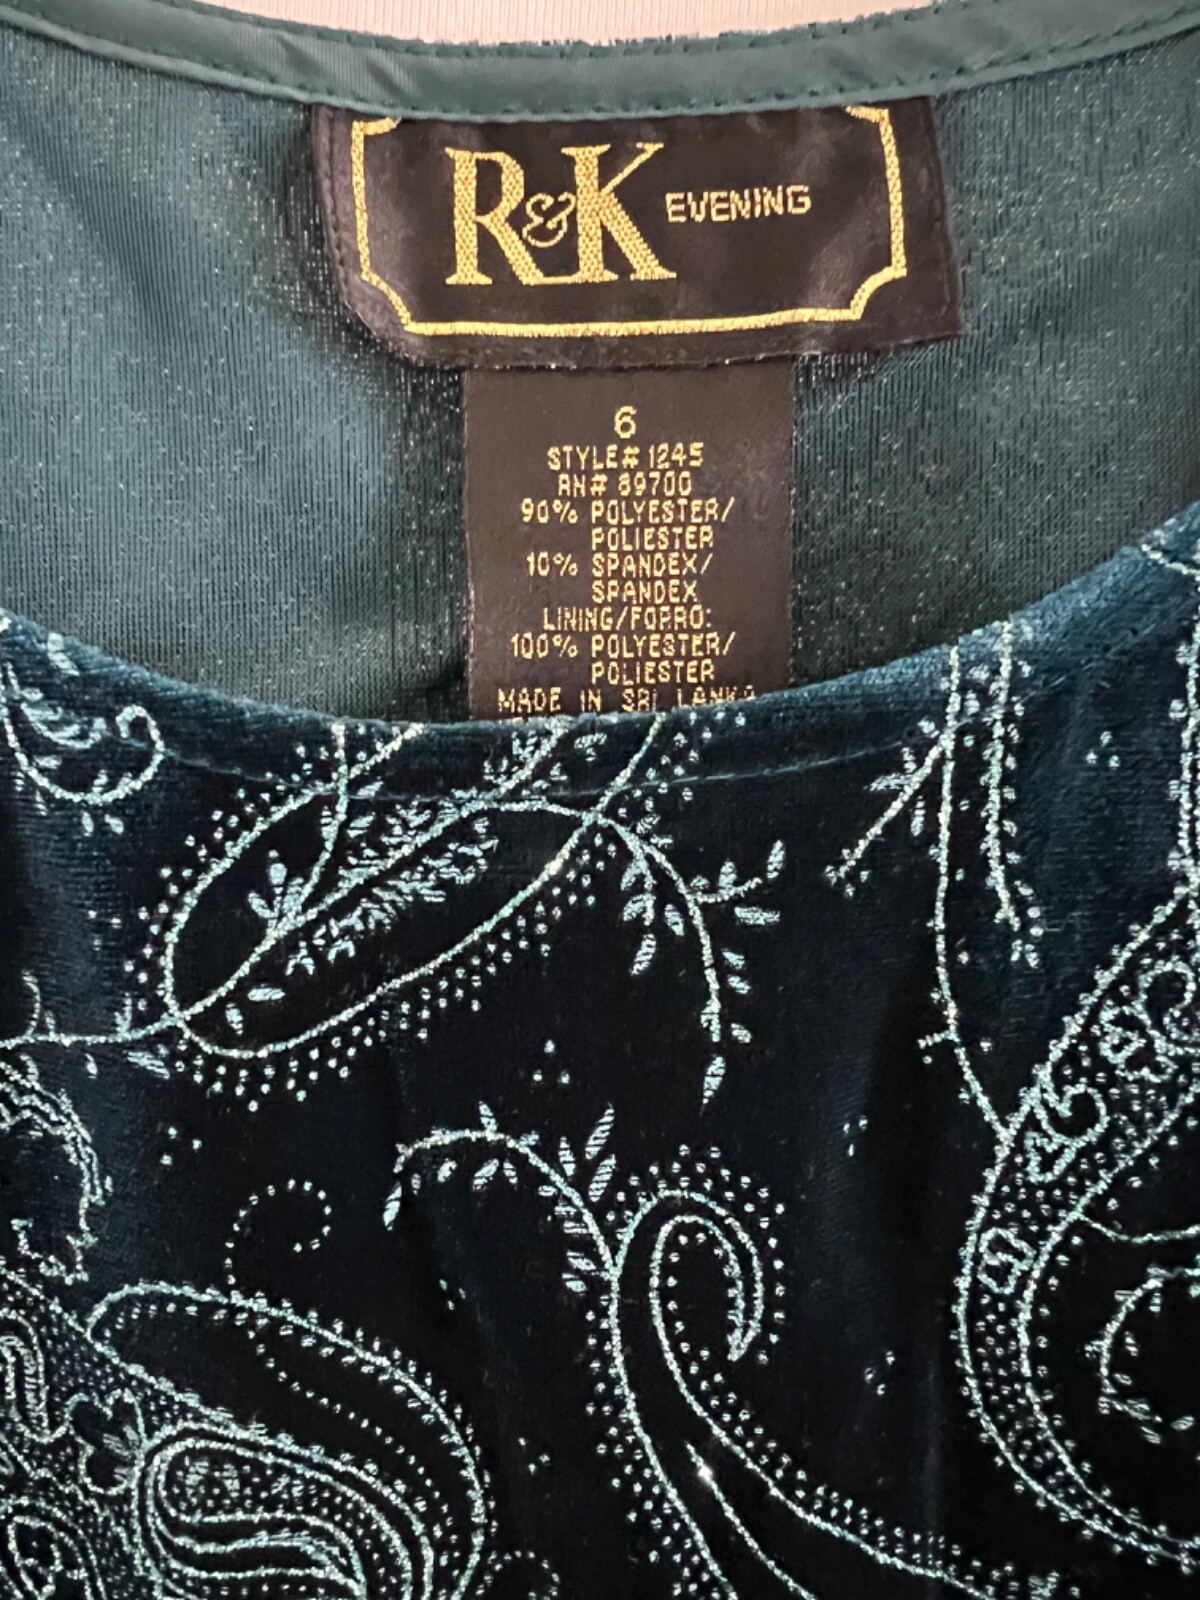 R&K EVENING
6
STYLE# 1245
RN# 89700
90% POLYESTER/
POLIESTER
10% SPANDEX/
SPANDEX
LINING/FORRO:
100% POLYESTER/
POLIESTER
MADE IN SRI LANKA